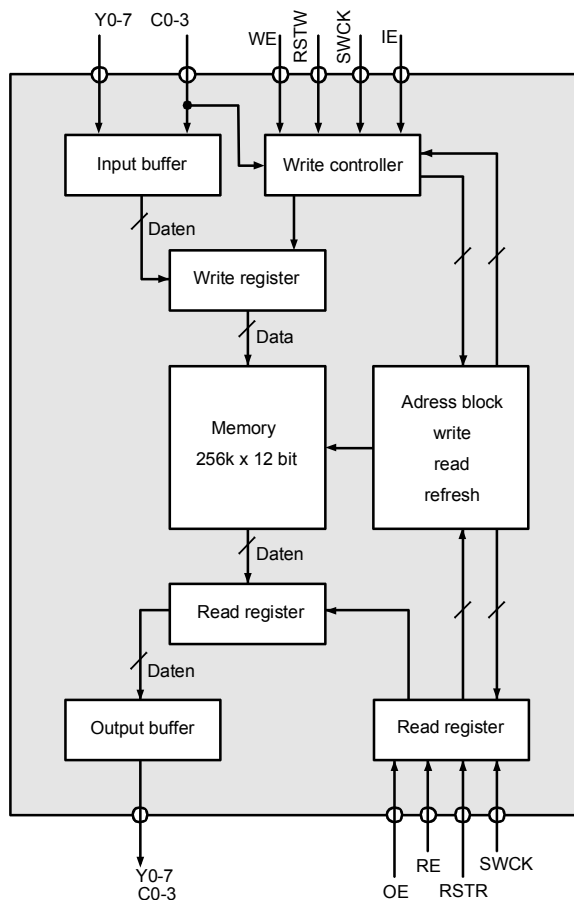 Y0-7
C0-3
WE
RSTW
SWCK
IE
Input buffer
Write controller
Daten
Write register
Data
Memory
256k x 12 bit
Adress block
write
read
refresh
Daten
Read register
Daten
Output buffer
Read register
Y0-7
C0-3
OE
RE
RSTR
SWCK